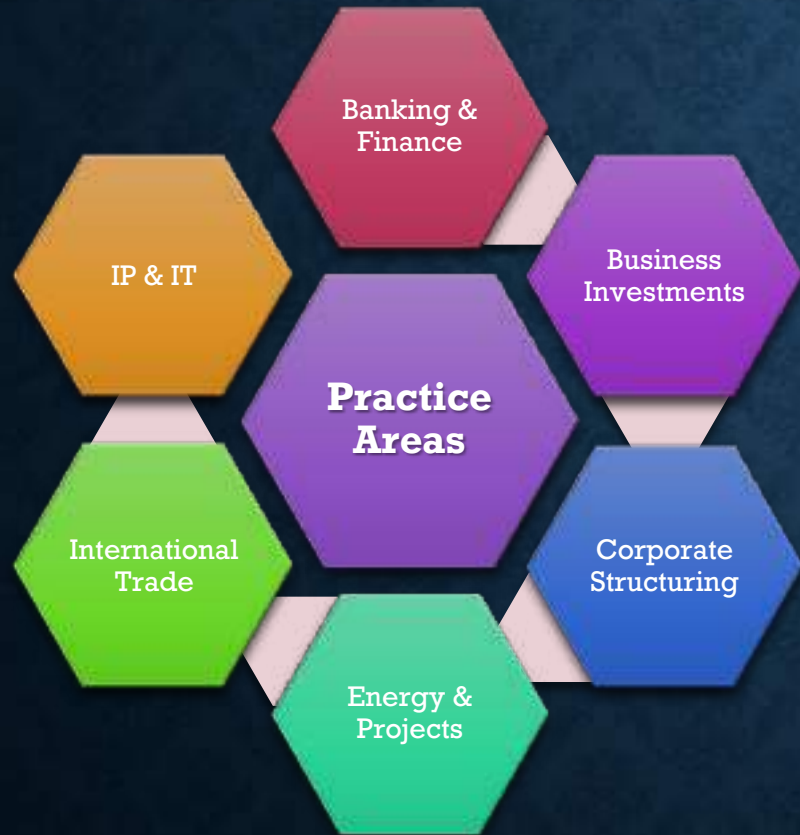 Banking &
Finance
Business
Investments
Corporate
Structuring
Energy &
Projects
International
Trade
IP & IT
Practice
Areas